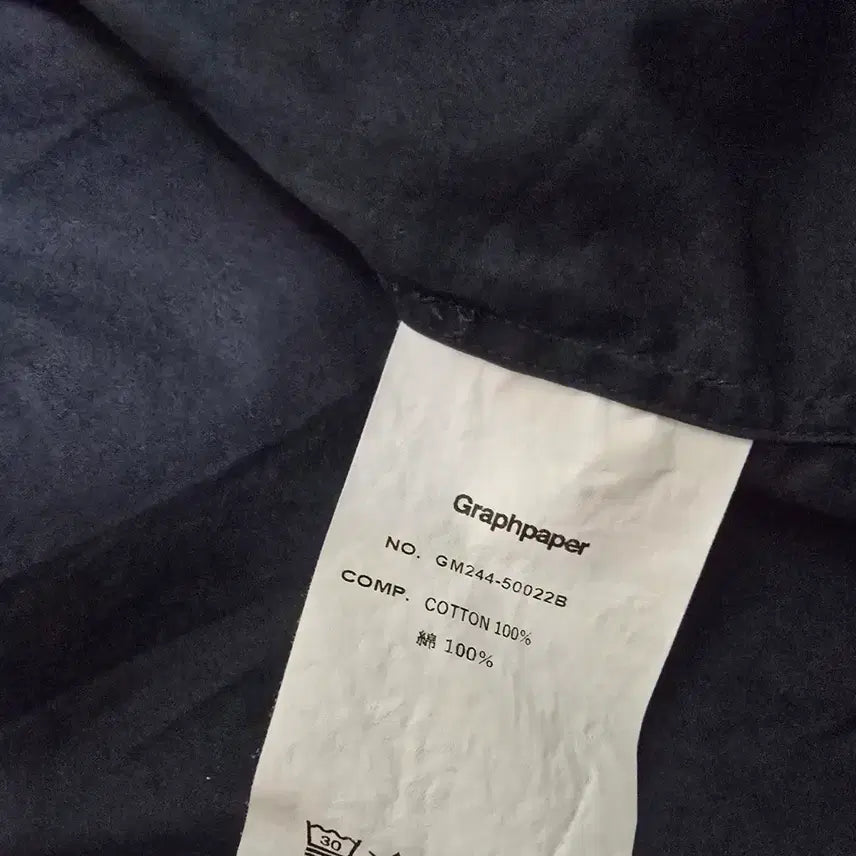 Graphpaper
NO. GM244-50022B
COMP. COTTON 100%
綿 100%
30